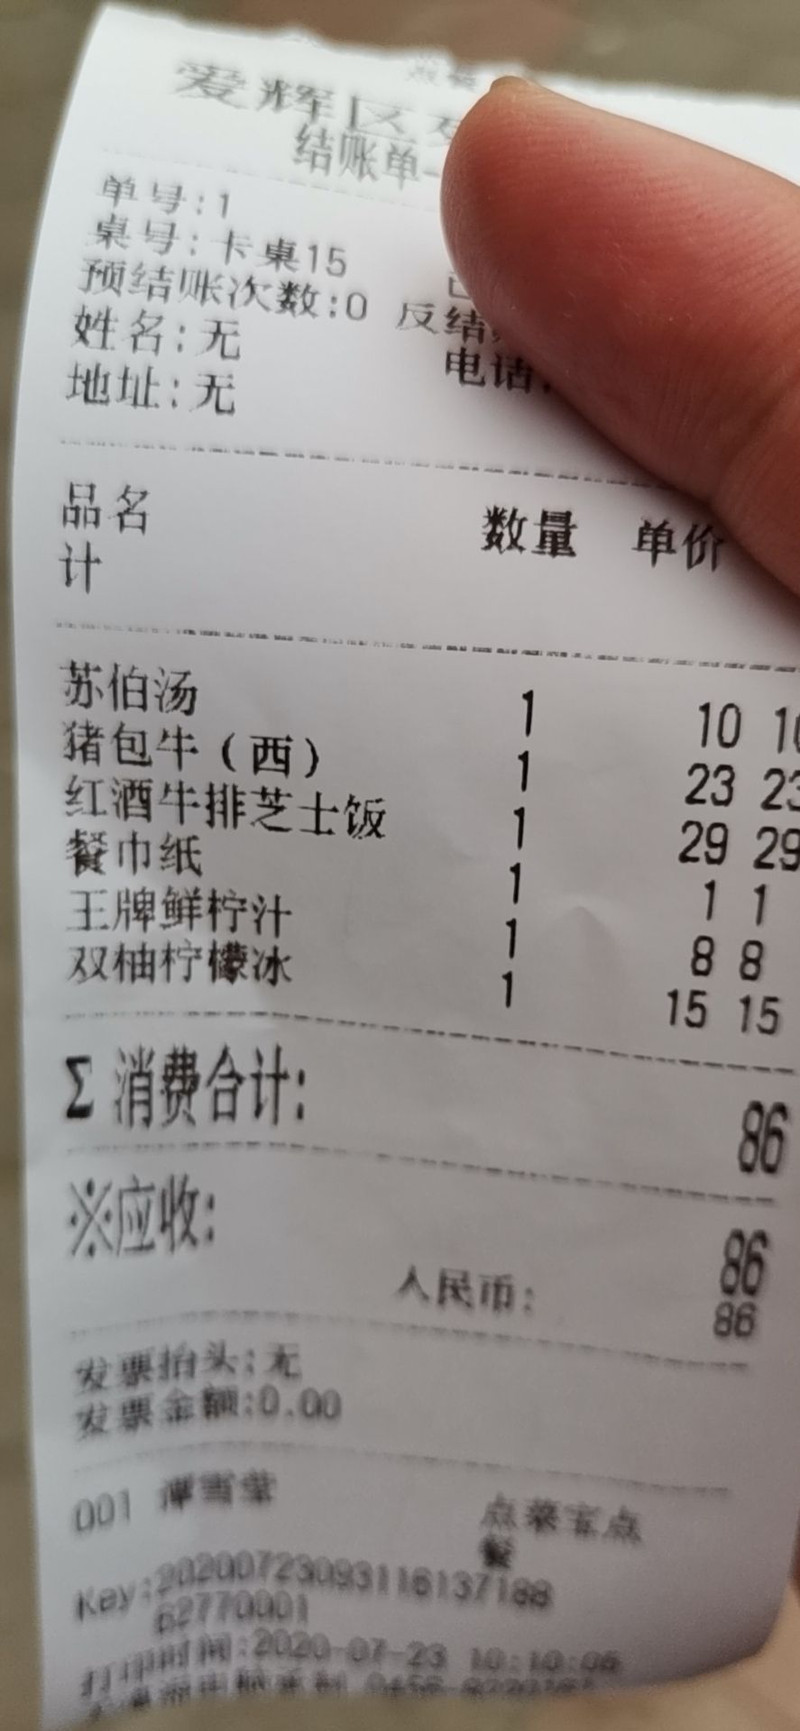 点餐
爱辉区
结账单-
单号:1
桌号:卡桌15
预结账次数:0 反结
姓名:无 电话:
地址:无
品名 数量 单价
计
苏伯汤 1 10 10
猪包牛(西) 1 23 23
红酒牛排芝士饭 1 29 29
餐巾纸 1 1 1
王牌鲜柠汁 1 8 8
双柚柠檬冰 1 15 15
Σ 消费合计: 86
※应收: 86
人民币: 86
发票抬头:无
发票金额:0.00
001 点菜宝点
餐
Key:20200723093116137188
62770001
打印时间:2020-07-23 10:10:06